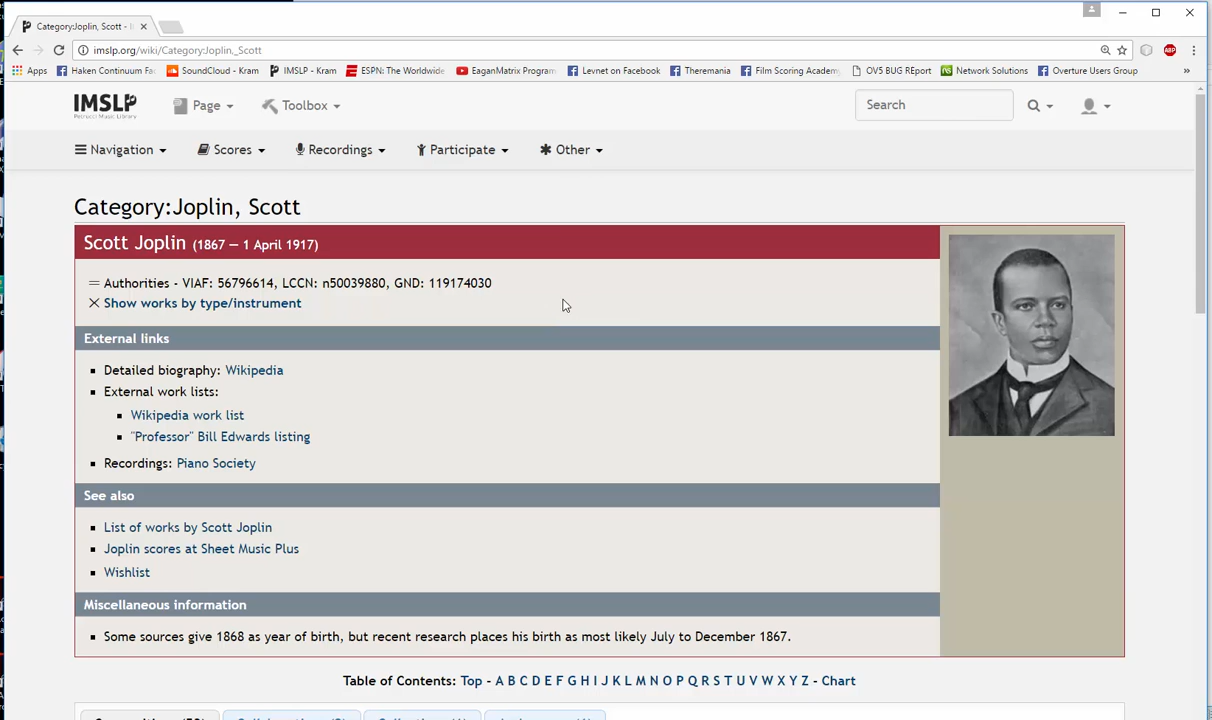 Category:Joplin, Scott -
imslp.org/wiki/Category:Joplin,_Scott
ABP
Apps Haken Continuum Fa SoundCloud - Kram IMSLP - Kram ESPN: The Worldwide EaganMatrix Program Levnet on Facebook Theremania Film Scoring Academ OV5 BUG REport Network Solutions Overture Users Group »
IMSLP Page Toolbox Search
Petrucci Music Library
Navigation Scores Recordings Participate Other
Category:Joplin, Scott
Scott Joplin (1867 — 1 April 1917)
= Authorities - VIAF: 56796614, LCCN: n50039880, GND: 119174030
Show works by type/instrument
External links
Detailed biography: Wikipedia
External work lists:
Wikipedia work list
"Professor" Bill Edwards listing
Recordings: Piano Society
See also
List of works by Scott Joplin
Joplin scores at Sheet Music Plus
Wishlist
Miscellaneous information
Some sources give 1868 as year of birth, but recent research places his birth as most likely July to December 1867.
Table of Contents: Top - A B C D E F G H I J K L M N O P Q R S T U V W X Y Z - Chart